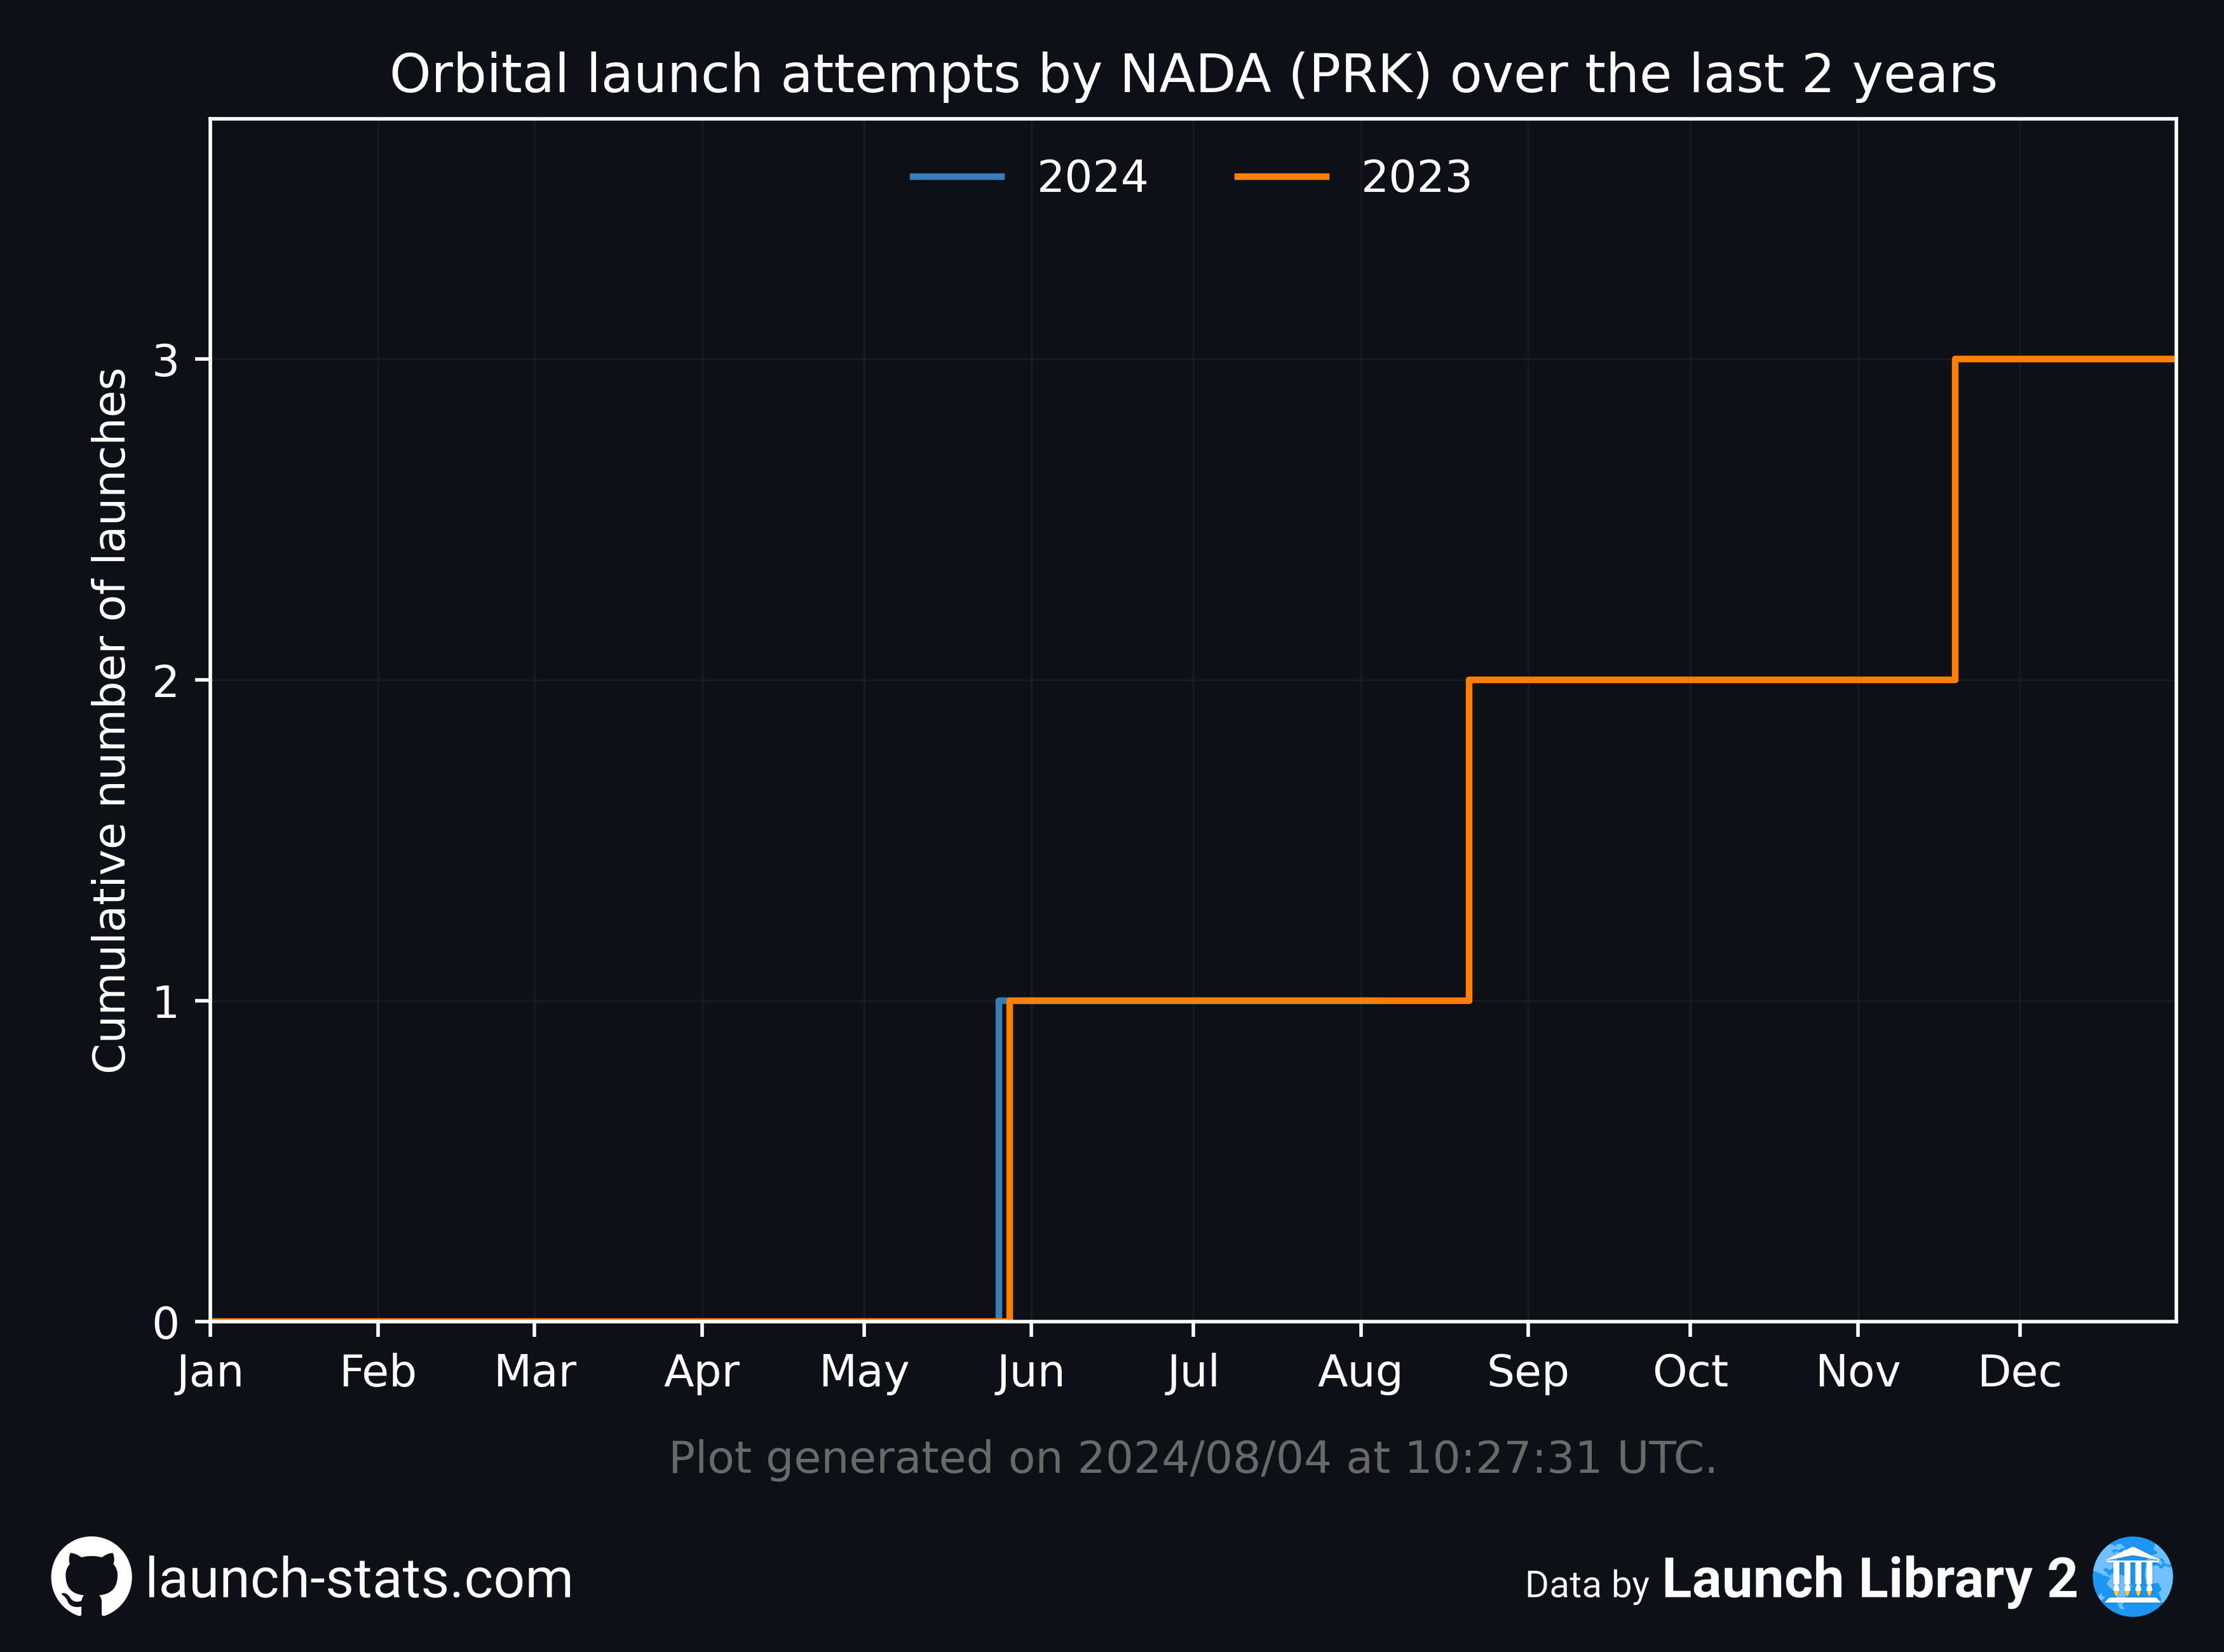 Orbital launch attempts by NADA (PRK) over the last 2 years
2024 2023
Cumulative number of launches
3
2
1
0
Jan Feb Mar Apr May Jun Jul Aug Sep Oct Nov Dec
Plot generated on 2024/08/04 at 10:27:31 UTC.
launch-stats.com
Data by Launch Library 2